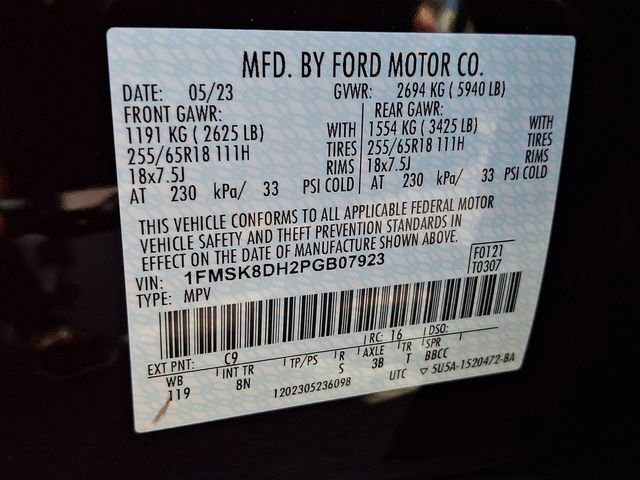 MFD. BY FORD MOTOR CO.
DATE: 05/23 GVWR: 2694 KG ( 5940 LB)
FRONT GAWR: REAR GAWR:
1191 KG ( 2625 LB) WITH 1554 KG ( 3425 LB) WITH
255/65R18 111H TIRES 255/65R18 111H TIRES
18x7.5J RIMS 18x7.5J RIMS
AT 230 kPa/ 33 PSI COLD AT 230 kPa/ 33 PSI COLD
THIS VEHICLE CONFORMS TO ALL APPLICABLE FEDERAL MOTOR
VEHICLE SAFETY AND THEFT PREVENTION STANDARDS IN
EFFECT ON THE DATE OF MANUFACTURE SHOWN ABOVE.
VIN: 1FMSK8DH2PGB07923 F0121
TYPE: MPV T0307
EXT PNT: C9 RC: 16 DSO:
WB INT TR TP/PS R AXLE TR SPR
119 8N S 3B T BBCC
1202305236098 UTC ▽ 5U5A-1520472-BA